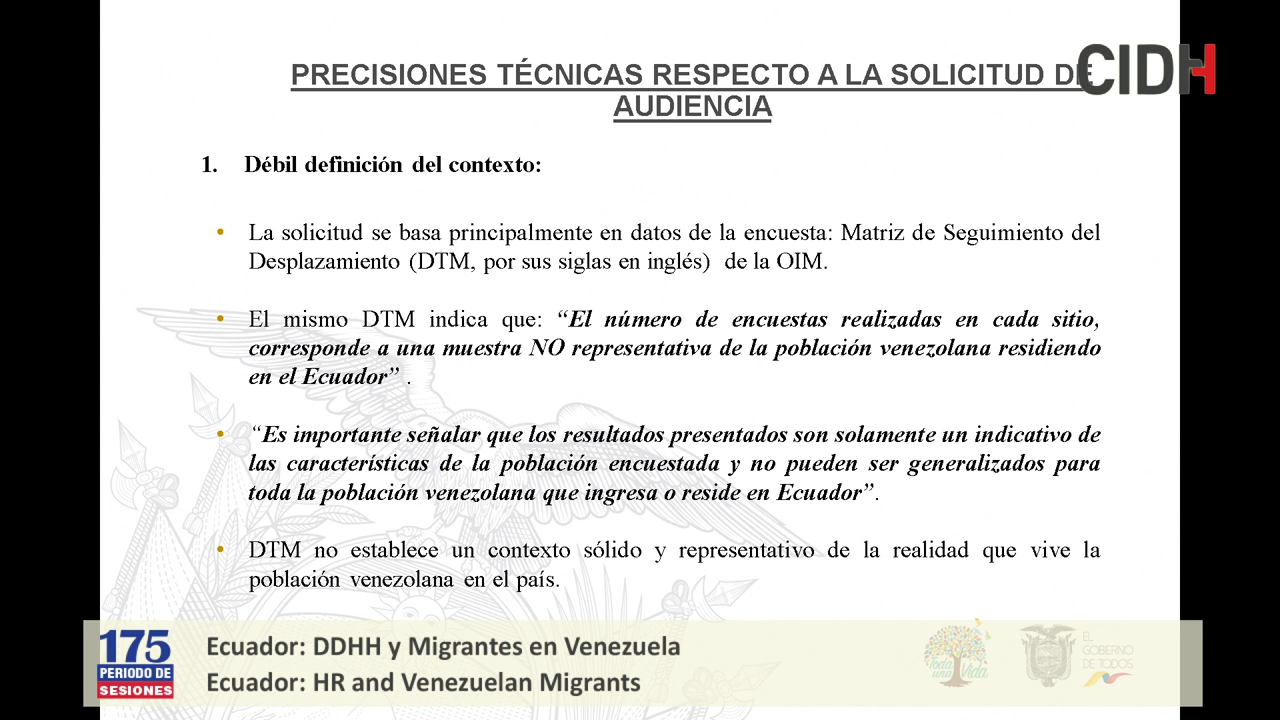 PRECISIONES TÉCNICAS RESPECTO A LA SOLICITUD DE
AUDIENCIA
CIDH
1. Débil definición del contexto:
• La solicitud se basa principalmente en datos de la encuesta: Matriz de Seguimiento del
Desplazamiento (DTM, por sus siglas en inglés) de la OIM.
• El mismo DTM indica que: “El número de encuestas realizadas en cada sitio,
corresponde a una muestra NO representativa de la población venezolana residiendo
en el Ecuador” .
• “Es importante señalar que los resultados presentados son solamente un indicativo de
las características de la población encuestada y no pueden ser generalizados para
toda la población venezolana que ingresa o reside en Ecuador”.
• DTM no establece un contexto sólido y representativo de la realidad que vive la
población venezolana en el país.
175
PERIODO DE
SESIONES
Ecuador: DDHH y Migrantes en Venezuela
Ecuador: HR and Venezuelan Migrants
Toda
una Vida
EL
GOBIERNO
DE TODOS